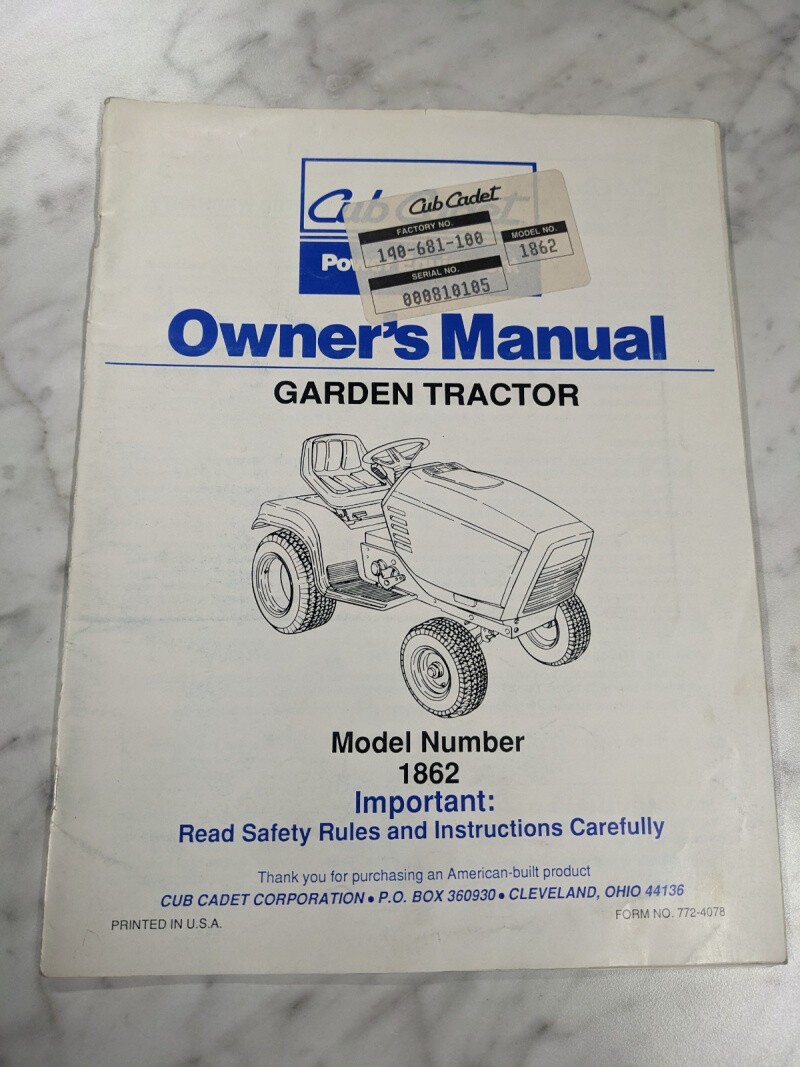 Cub Cadet
Cub Cadet
FACTORY NO.
MODEL NO.
140-681-100
1862
SERIAL NO.
000810105
Owner's Manual
GARDEN TRACTOR
Model Number
1862
Important:
Read Safety Rules and Instructions Carefully
Thank you for purchasing an American-built product
CUB CADET CORPORATION • P.O. BOX 360930 • CLEVELAND, OHIO 44136
PRINTED IN U.S.A.
FORM NO. 772-4078